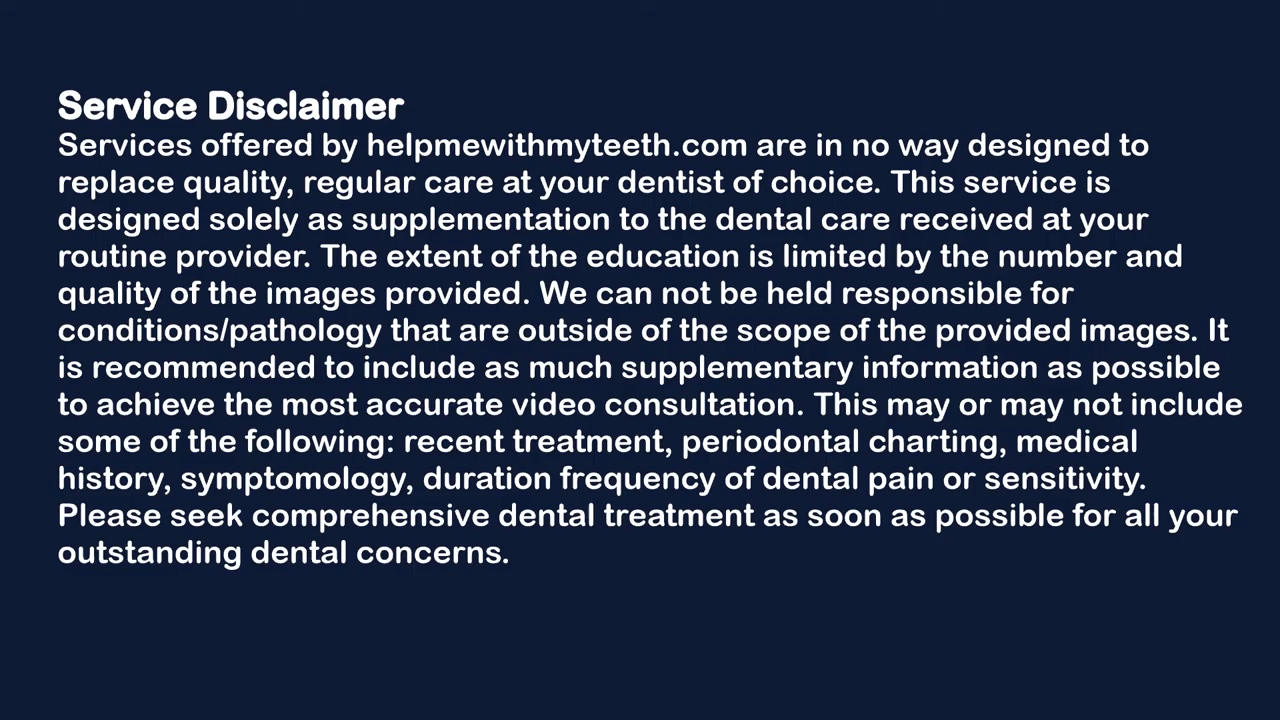 Service Disclaimer
Services offered by helpmewithmyteeth.com are in no way designed to
replace quality, regular care at your dentist of choice. This service is
designed solely as supplementation to the dental care received at your
routine provider. The extent of the education is limited by the number and
quality of the images provided. We can not be held responsible for
conditions/pathology that are outside of the scope of the provided images. It
is recommended to include as much supplementary information as possible
to achieve the most accurate video consultation. This may or may not include
some of the following: recent treatment, periodontal charting, medical
history, symptomology, duration frequency of dental pain or sensitivity.
Please seek comprehensive dental treatment as soon as possible for all your
outstanding dental concerns.